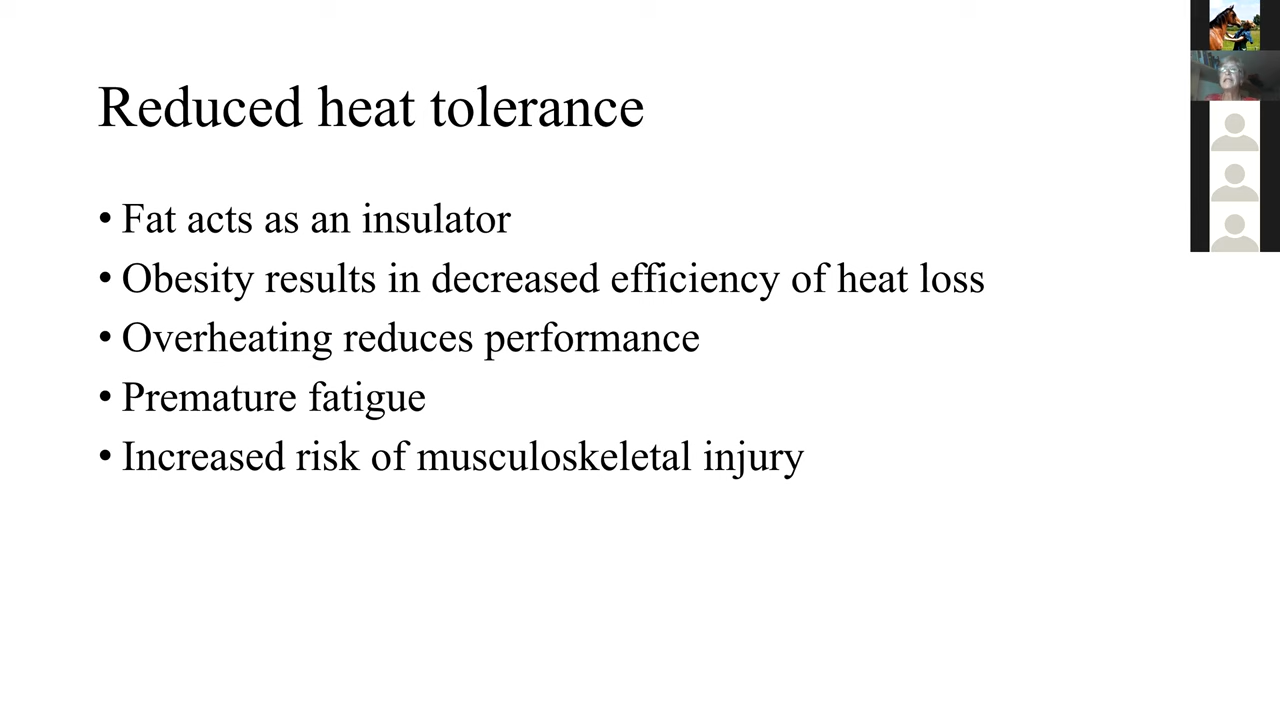 Reduced heat tolerance
• Fat acts as an insulator
• Obesity results in decreased efficiency of heat loss
• Overheating reduces performance
• Premature fatigue
• Increased risk of musculoskeletal injury